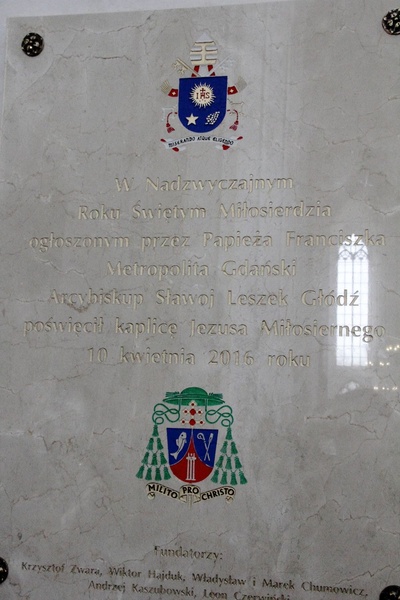 IHS
MISERANDO ATQUE ELIGENDO
W Nadzwyczajnym
Roku Świętym Miłosierdzia
ogłoszonym przez Papieża Franciszka
Metropolita Gdański
Arcybiskup Sławoj Leszek Głódź
poświęcił kaplicę Jezusa Miłosiernego
10 kwietnia 2016 roku
MILITO PRO CHRISTO
Fundatorzy:
Krzysztof Zwara, Wiktor Hajduk, Władysław i Marek Chumowicz,
Andrzej Kaszubowski, Leon Czerwiński